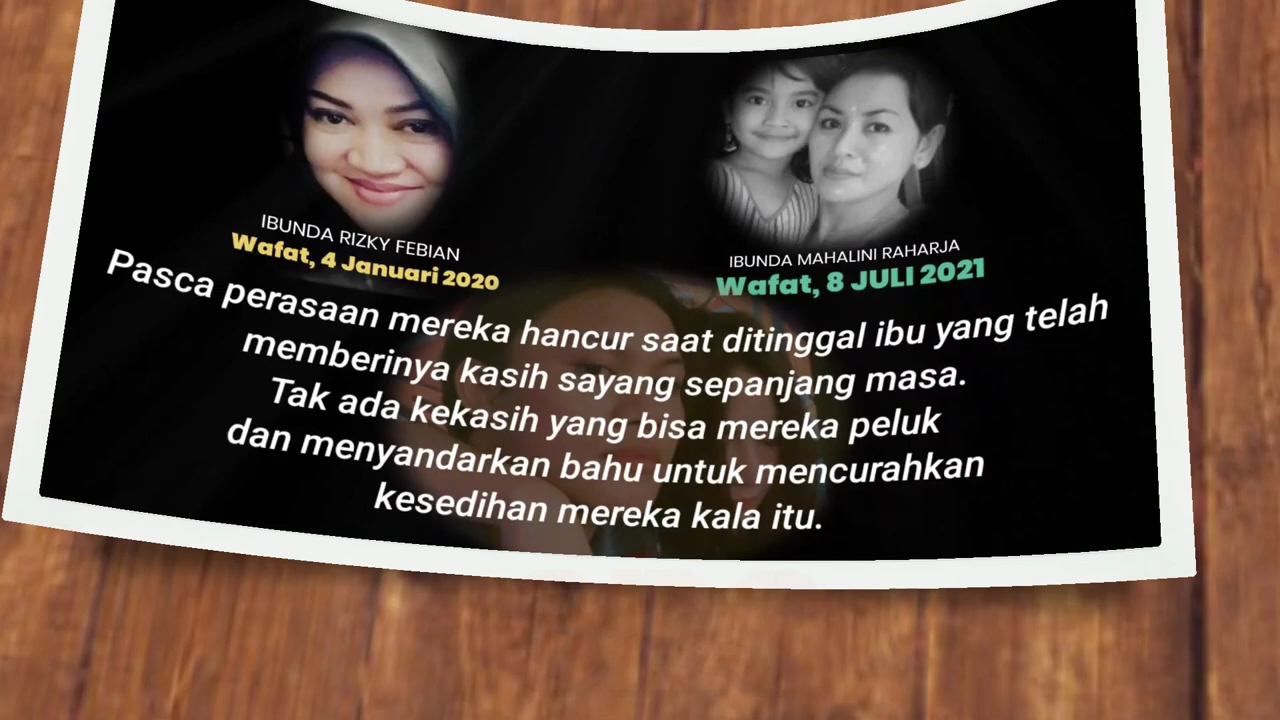 IBUNDA RIZKY FEBIAN
Wafat, 4 Januari 2020
IBUNDA MAHALINI RAHARJA
Wafat, 8 JULI 2021
Pasca perasaan mereka hancur saat ditinggal ibu yang telah
memberinya kasih sayang sepanjang masa.
Tak ada kekasih yang bisa mereka peluk
dan menyandarkan bahu untuk mencurahkan
kesedihan mereka kala itu.